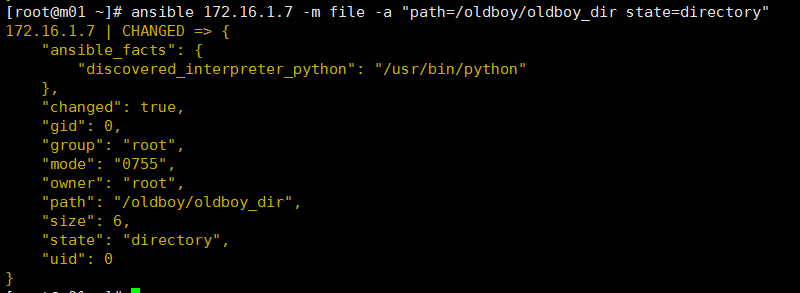 [root@m01 ~]# ansible 172.16.1.7 -m file -a "path=/oldboy/oldboy_dir state=directory"
172.16.1.7 | CHANGED => {
    "ansible_facts": {
        "discovered_interpreter_python": "/usr/bin/python"
    },
    "changed": true,
    "gid": 0,
    "group": "root",
    "mode": "0755",
    "owner": "root",
    "path": "/oldboy/oldboy_dir",
    "size": 6,
    "state": "directory",
    "uid": 0
}
[root@m01 ~]#